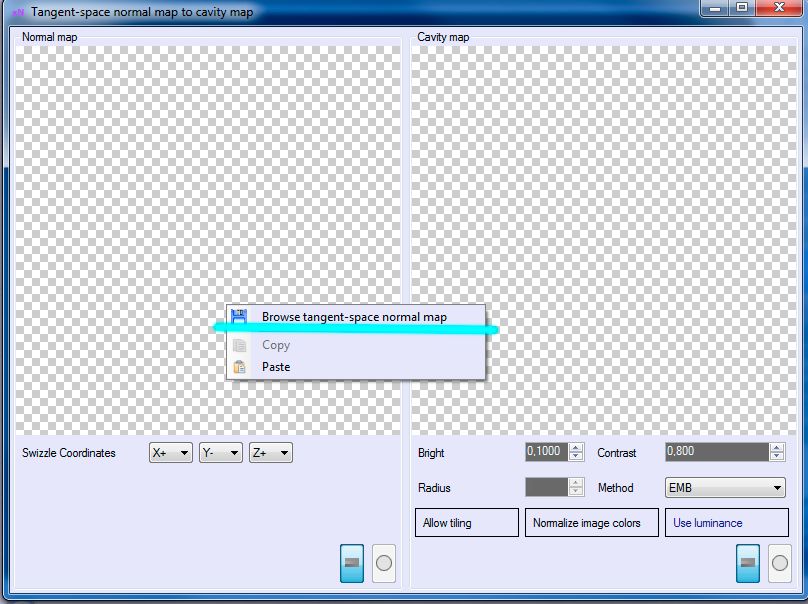 xN Tangent-space normal map to cavity map
Normal map
Cavity map
Browse tangent-space normal map
Copy
Paste
Swizzle Coordinates X+ Y- Z+
Bright 0,1000 Contrast 0,800
Radius Method EMB
Allow tiling Normalize image colors Use luminance